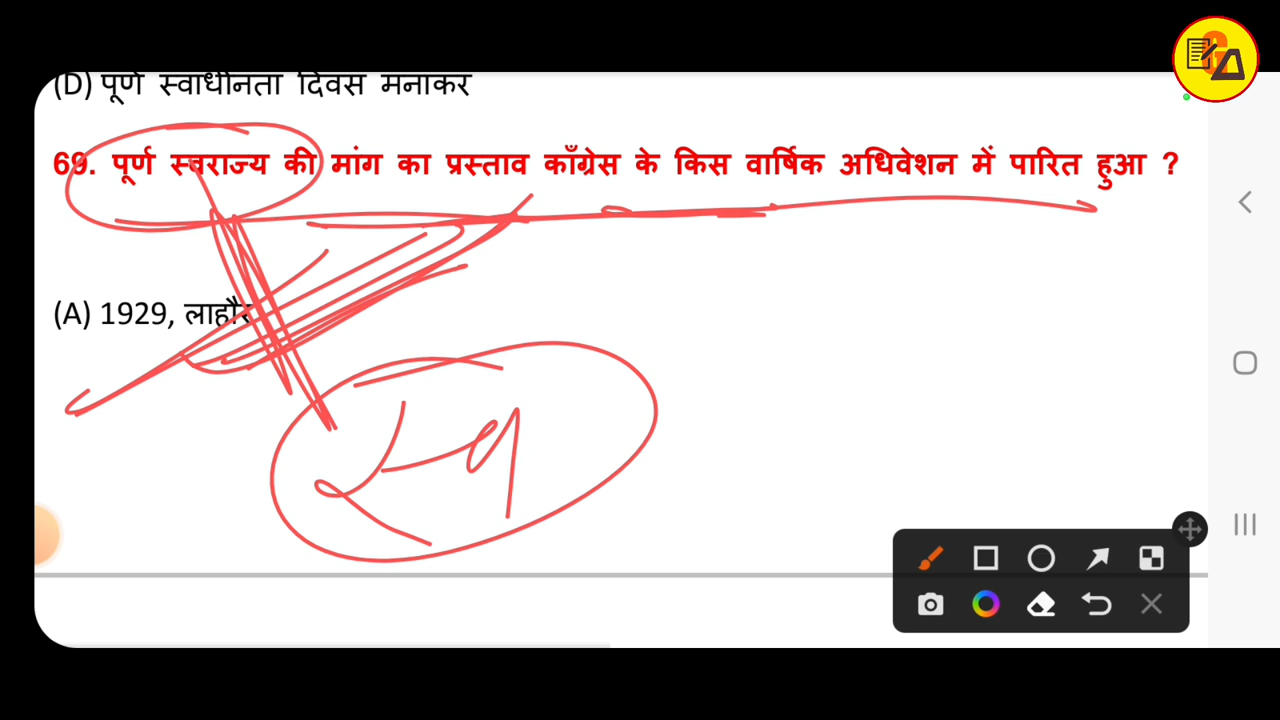 (D) पूर्ण स्वाधीनता दिवस मनाकर
69. पूर्ण स्वराज्य की मांग का प्रस्ताव काँग्रेस के किस वार्षिक अधिवेशन में पारित हुआ ?
(A) 1929, लाहौर